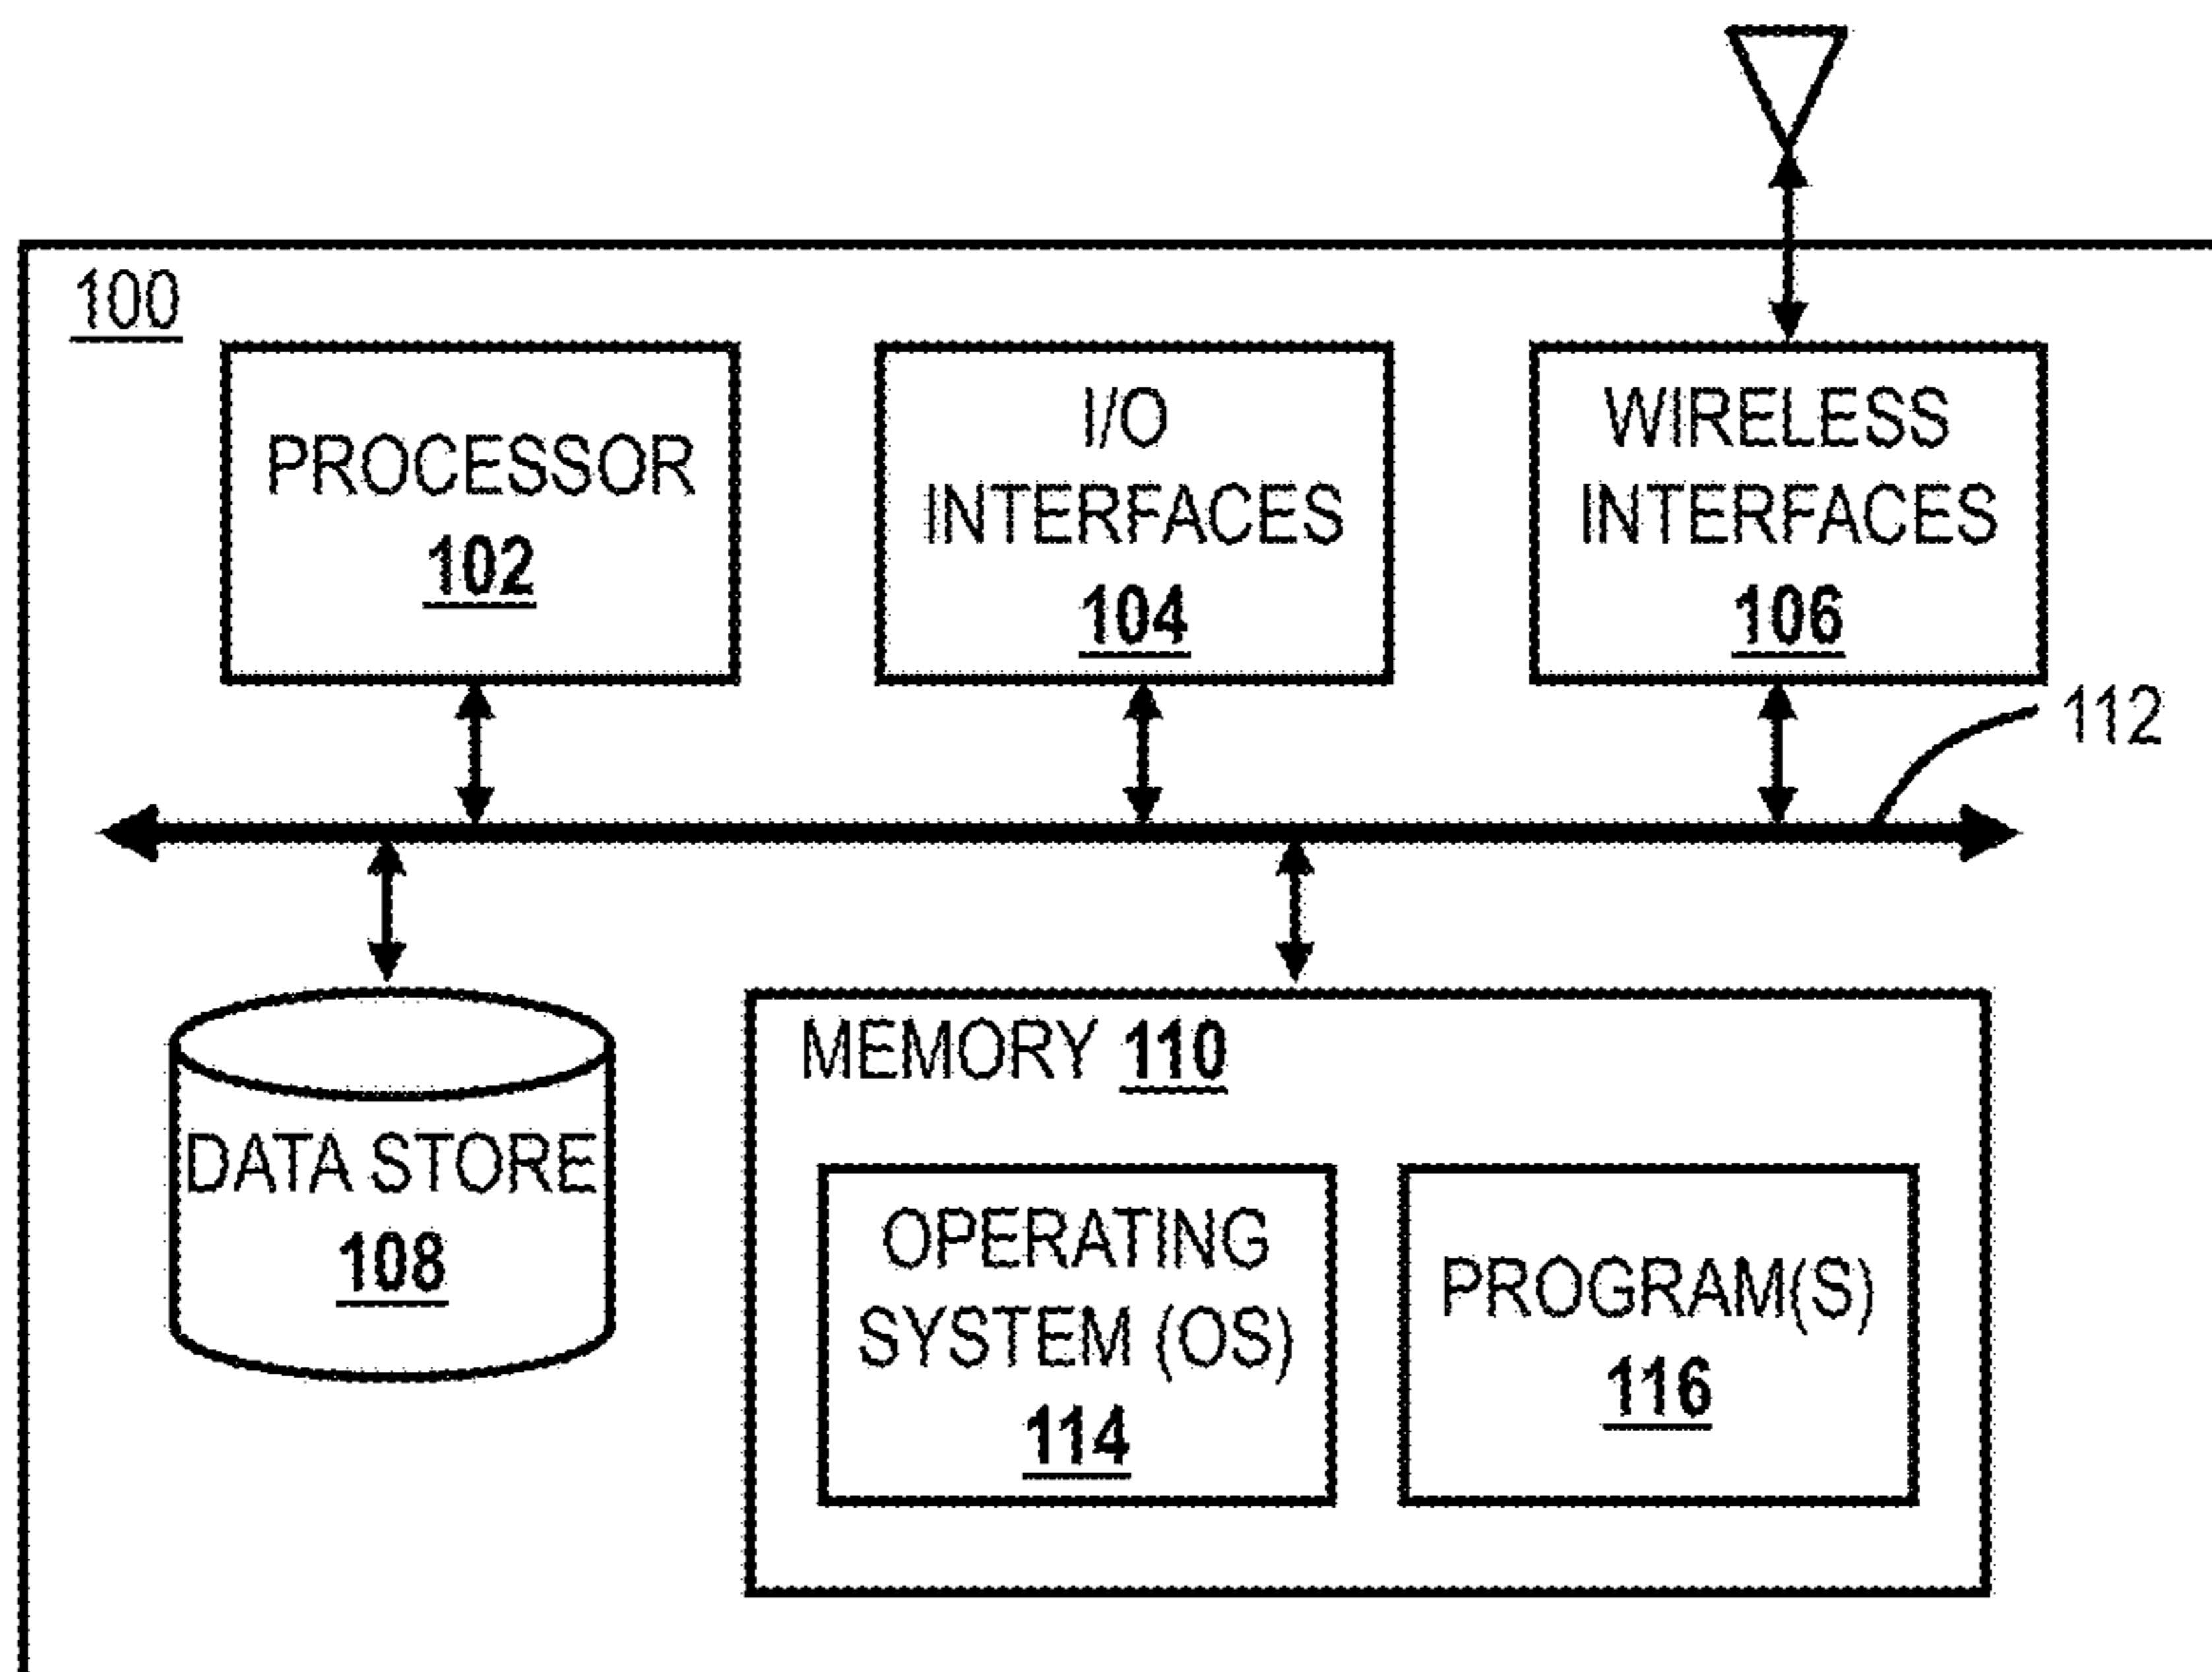 100
PROCESSOR
102
I/O
INTERFACES
104
WIRELESS
INTERFACES
106
112
DATA STORE
108
MEMORY 110
OPERATING
SYSTEM (OS)
114
PROGRAM(S)
116